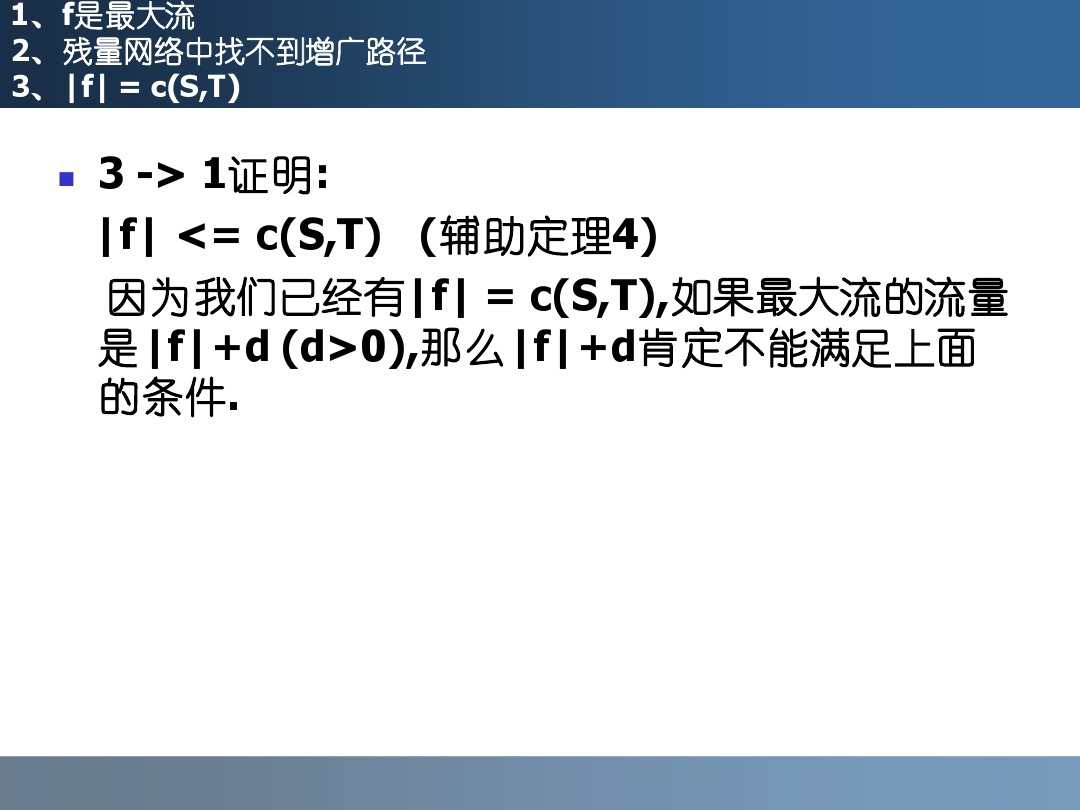 1、f是最大流
2、残量网络中找不到增广路径
3、|f| = c(S,T)
3 -> 1证明:
|f| <= c(S,T) (辅助定理4)
因为我们已经有|f| = c(S,T),如果最大流的流量
是|f|+d (d>0),那么|f|+d肯定不能满足上面
的条件.